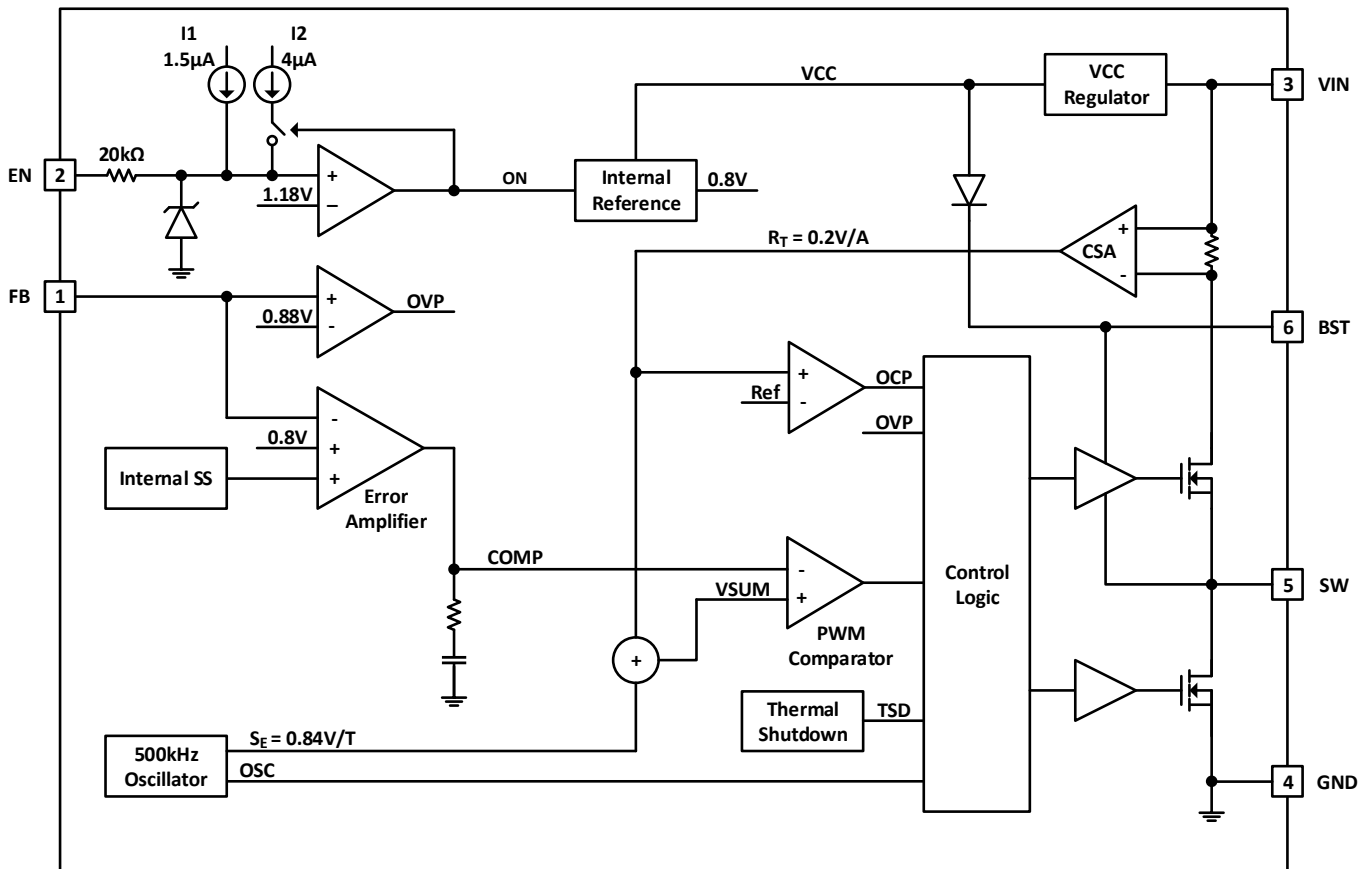 I1
1.5µA
I2
4µA
VCC
VCC
Regulator
3
VIN
EN
2
20kΩ
+
1.18V
–
ON
Internal
Reference
0.8V
RT = 0.2V/A
CSA
+
-
FB
1
+
0.88V
-
OVP
6
BST
+
Ref
-
OCP
OVP
-
0.8V
+
+
Internal SS
Error
Amplifier
COMP
-
VSUM
+
PWM
Comparator
Control
Logic
5
SW
+
Thermal
Shutdown
TSD
SE = 0.84V/T
500kHz
Oscillator
OSC
4
GND